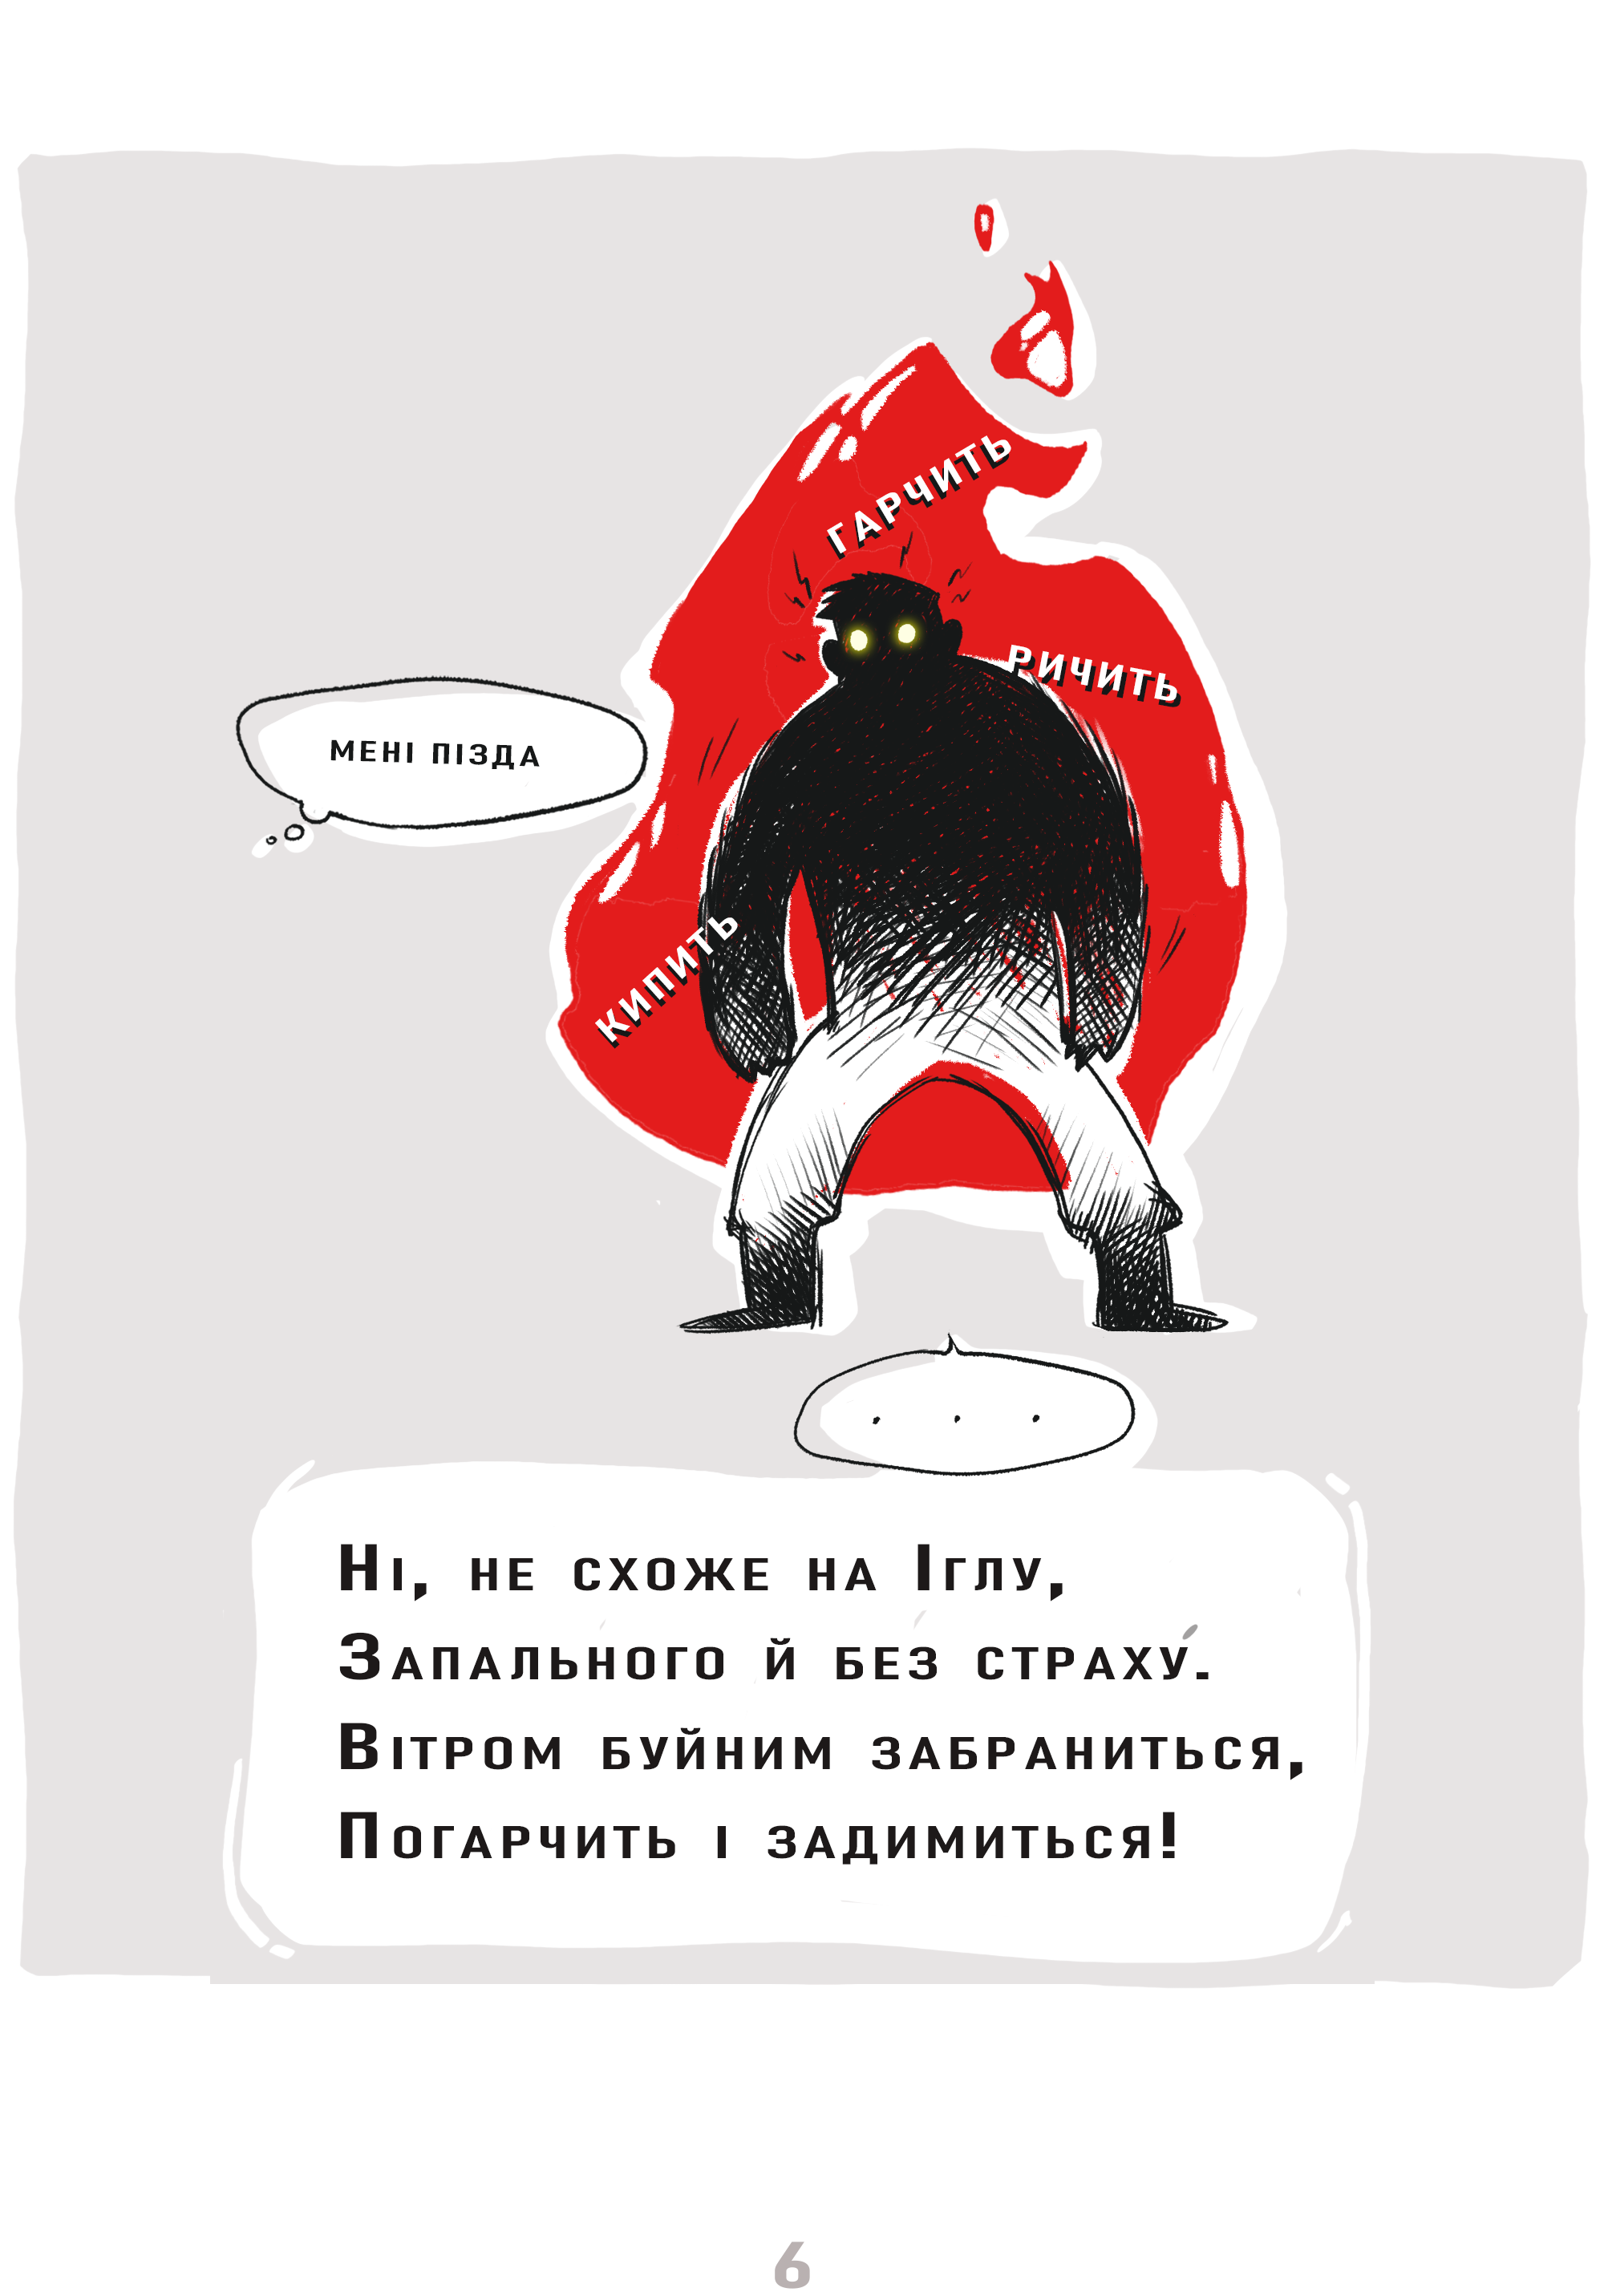 ГАРЧИТЬ
РИЧИТЬ
МЕНІ ПІЗДА
КИПИТЬ
. . .
Ні, не схоже на Іглу,
Запального й без страху.
Вітром буйним забраниться,
Погарчить і задимиться!
6